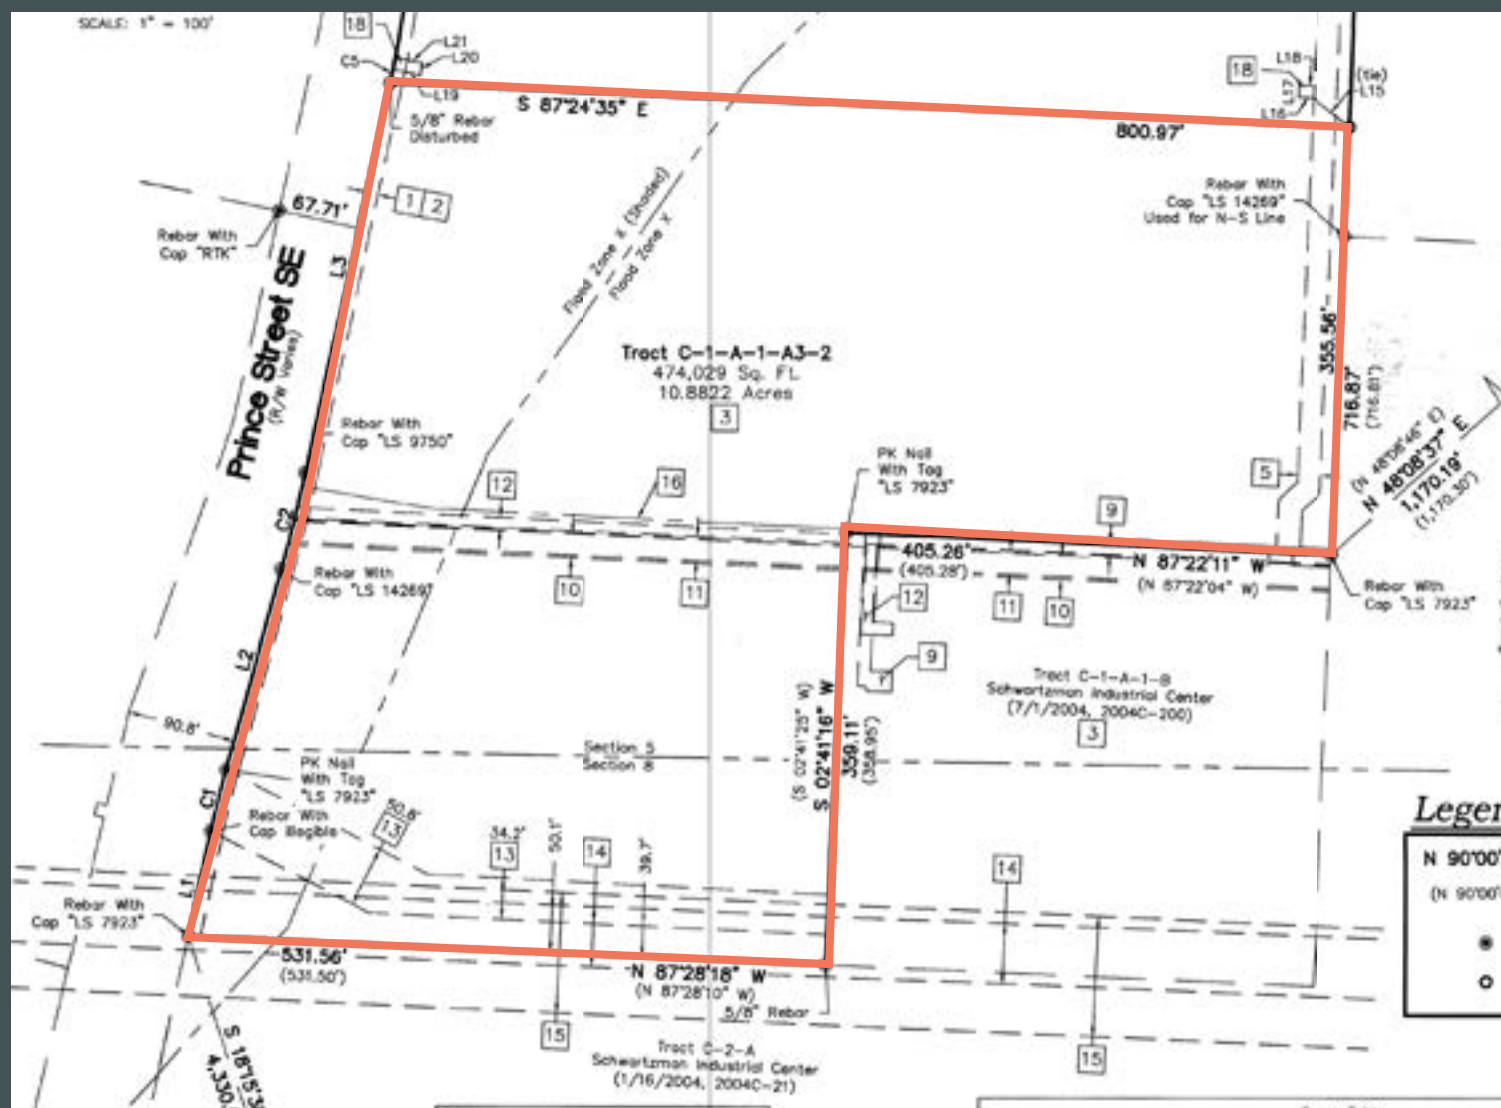 SCALE: 1" = 100'
18
L21
L20
C5
L19
5/8" Rebar
Disturbed
S 87°24'35" E
800.97'
18
L18
L17
L16
(tie)
L15
67.71'
1 2
Rebar With
Cap "RTK"
Rebar With
Cap "LS 14269"
Used for N-S Line
L3
Prince Street SE
(R/W Varies)
Flood Zone X (Shaded)
Flood Zone X
Tract C-1-A-1-A3-2
474,029 Sq. Ft.
10.8822 Acres
3
355.56'
716.87'
(716.81')
Rebar With
Cap "LS 9750"
PK Nail
With Tag
"LS 7923"
5
(N 48°08'46" E)
N 48°08'37" E
1,170.19'
(1,170.30')
12
16
9
C2
405.26'
(405.28')
N 87°22'11" W
(N 87°22'04" W)
Rebar With
Cap "LS 14269"
10
11
12
11
10
Rebar With
Cap "LS 7923"
L2
9
Tract C-1-A-1-B
Schwartzman Industrial Center
(7/1/2004, 2004C-200)
3
(S 02°41'25" W)
S 02°41'16" W
359.11'
(358.95')
90.8'
Section 5
Section 8
PK Nail
With Tag
"LS 7923"
C1
Rebar With
Cap Illegible
50.8'
13
34.2'
13
50.1'
14
39.7'
14
Legen
N 90°00'
(N 90°00'
L1
Rebar With
Cap "LS 7923"
531.56'
(531.50')
N 87°28'18" W
(N 87°28'10" W)
5/8" Rebar
15
15
S 18°15'3
4,330.
Tract C-2-A
Schwartzman Industrial Center
(1/16/2004, 2004C-21)